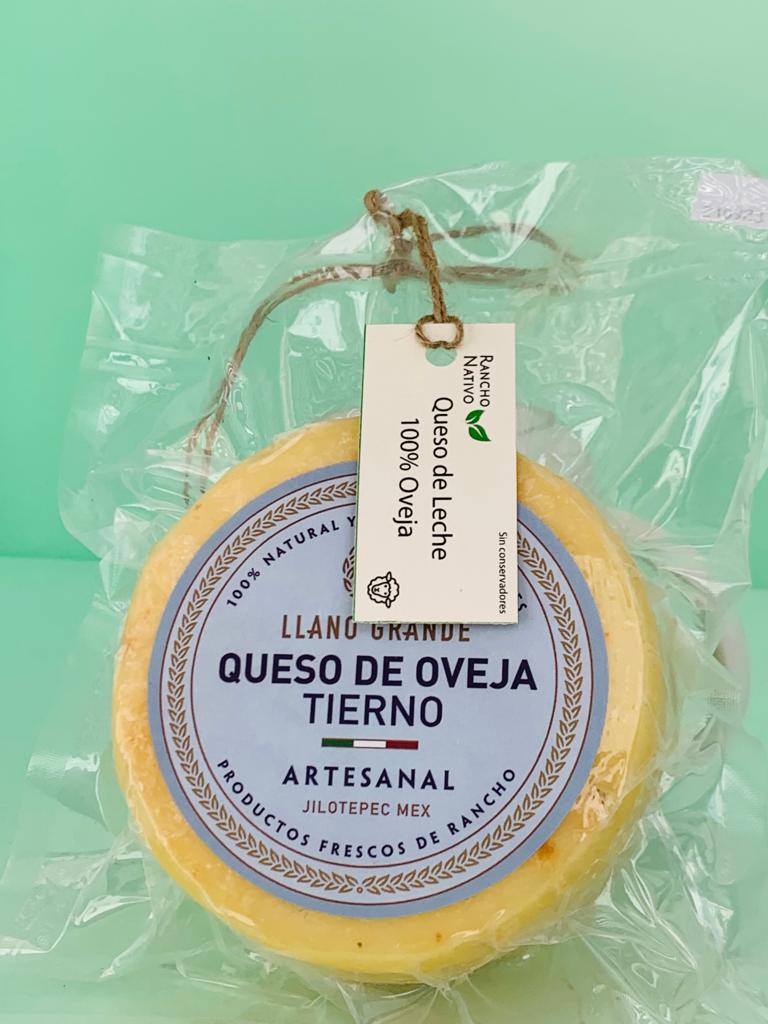 RANCHO
NATIVO
Queso de Leche
100% Oveja
Sin conservadores
100% NATURAL Y
LLANO GRANDE
QUESO DE OVEJA
TIERNO
ARTESANAL
JILOTEPEC MEX
PRODUCTOS FRESCOS DE RANCHO